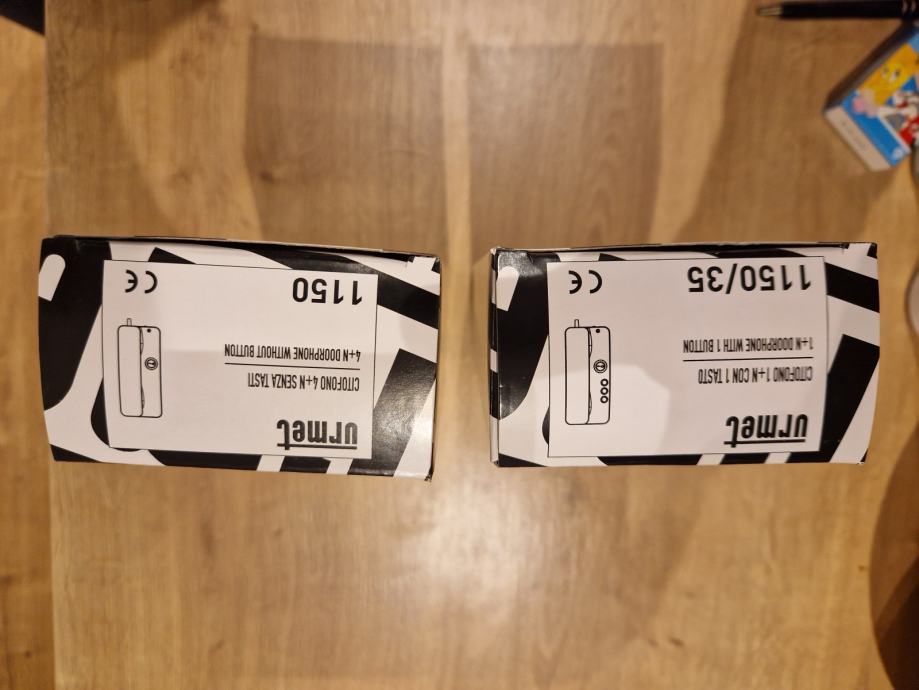 urmet
CITOFONO 4+N SENZA TASTI
4+N DOORPHONE WITHOUT BUTTON
1150
CE
urmet
CITOFONO 1+N CON 1 TASTO
1+N DOORPHONE WITH 1 BUTTON
1150/35
CE